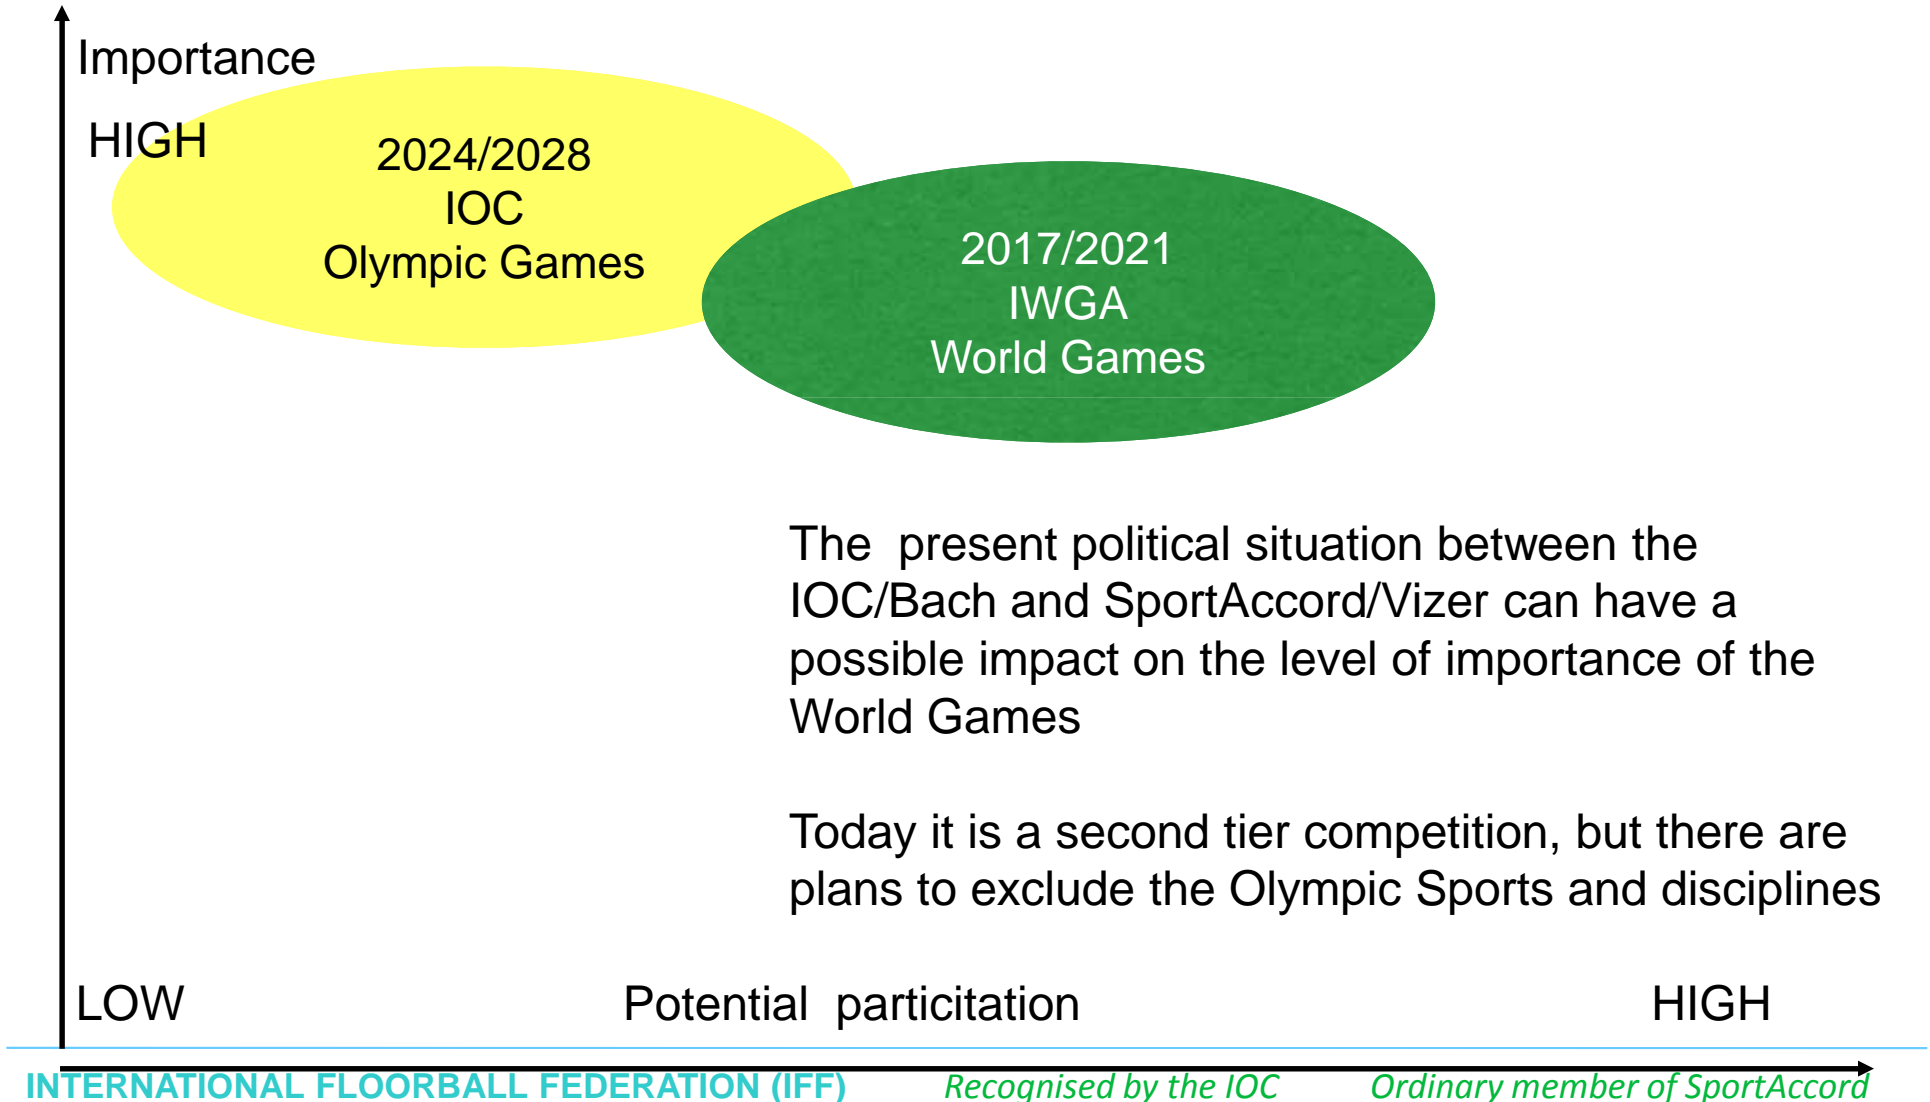 Importance
HIGH
2024/2028
IOC
Olympic Games
2017/2021
IWGA
World Games
The present political situation between the
IOC/Bach and SportAccord/Vizer can have a
possible impact on the level of importance of the
World Games
Today it is a second tier competition, but there are
plans to exclude the Olympic Sports and disciplines
LOW Potential particitation HIGH
INTERNATIONAL FLOORBALL FEDERATION (IFF) Recognised by the IOC Ordinary member of SportAccord